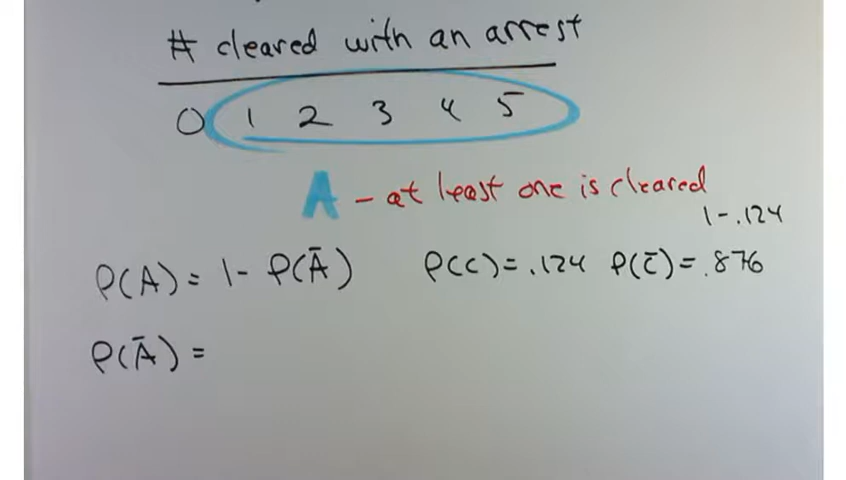 # cleared with an arrest
0 1 2 3 4 5
A - at least one is cleared
1-.124
P(A) = 1- P(Ā) P(C) = .124 P(C̄) = .876
P(Ā) =